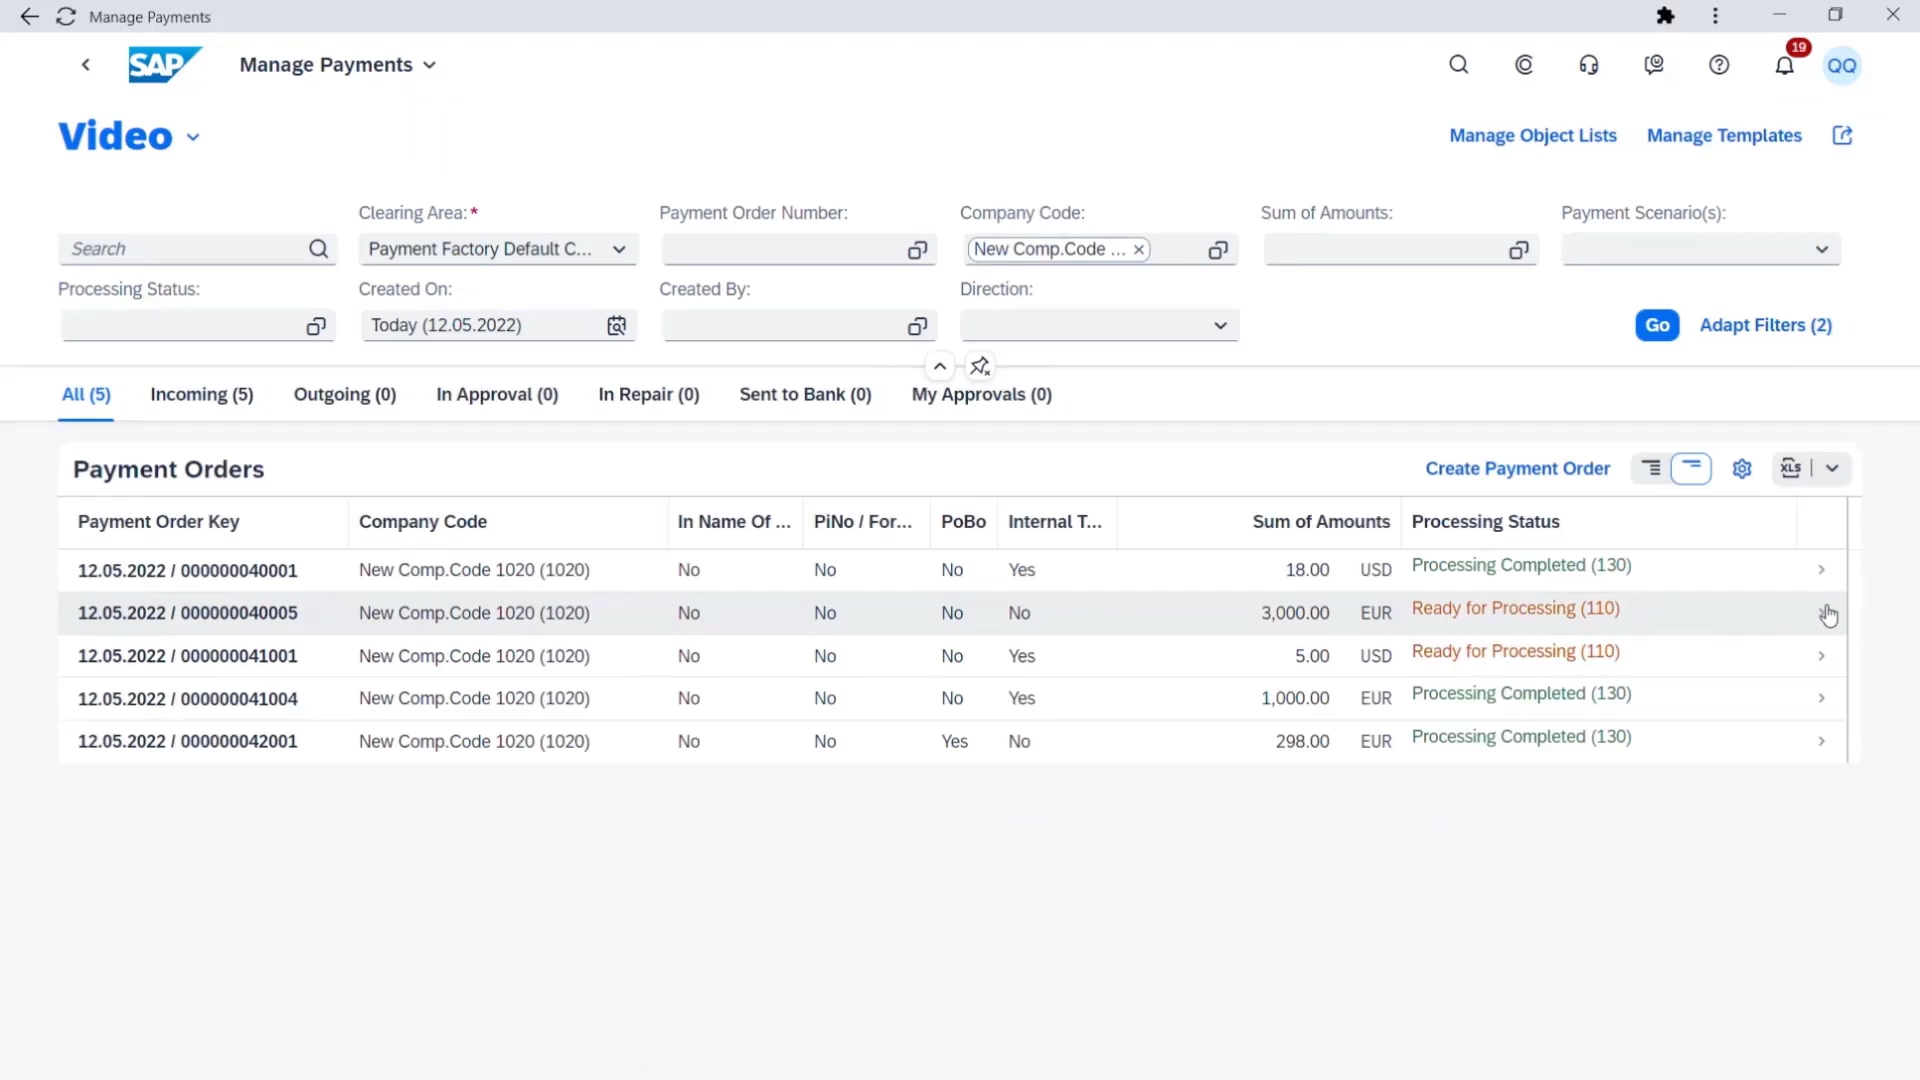 Manage Payments
SAP Manage Payments 19 QQ
Video Manage Object Lists Manage Templates
Clearing Area:* Payment Order Number: Company Code: Sum of Amounts: Payment Scenario(s):
Search Payment Factory Default C... New Comp.Code ...
Processing Status: Created On: Created By: Direction:
Today (12.05.2022) Go Adapt Filters (2)
All (5) Incoming (5) Outgoing (0) In Approval (0) In Repair (0) Sent to Bank (0) My Approvals (0)
Payment Orders Create Payment Order XLS
Payment Order Key Company Code In Name Of ... PiNo / For... PoBo Internal T... Sum of Amounts Processing Status
12.05.2022 / 000000040001 New Comp.Code 1020 (1020) No No No Yes 18.00 USD Processing Completed (130)
12.05.2022 / 000000040005 New Comp.Code 1020 (1020) No No No No 3,000.00 EUR Ready for Processing (110)
12.05.2022 / 000000041001 New Comp.Code 1020 (1020) No No No Yes 5.00 USD Ready for Processing (110)
12.05.2022 / 000000041004 New Comp.Code 1020 (1020) No No No Yes 1,000.00 EUR Processing Completed (130)
12.05.2022 / 000000042001 New Comp.Code 1020 (1020) No No Yes No 298.00 EUR Processing Completed (130)